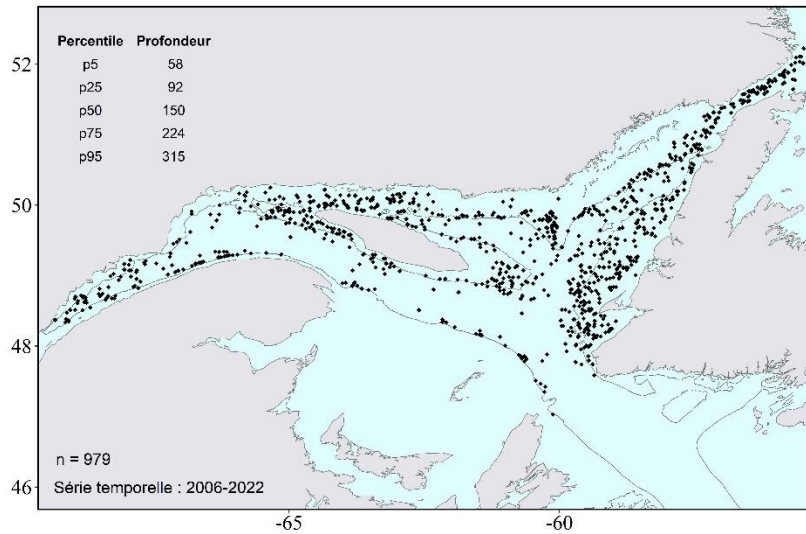 Percentile Profondeur
p5 58
p25 92
p50 150
p75 224
p95 315
52
50
48
46
n = 979
Série temporelle : 2006-2022
-65 -60